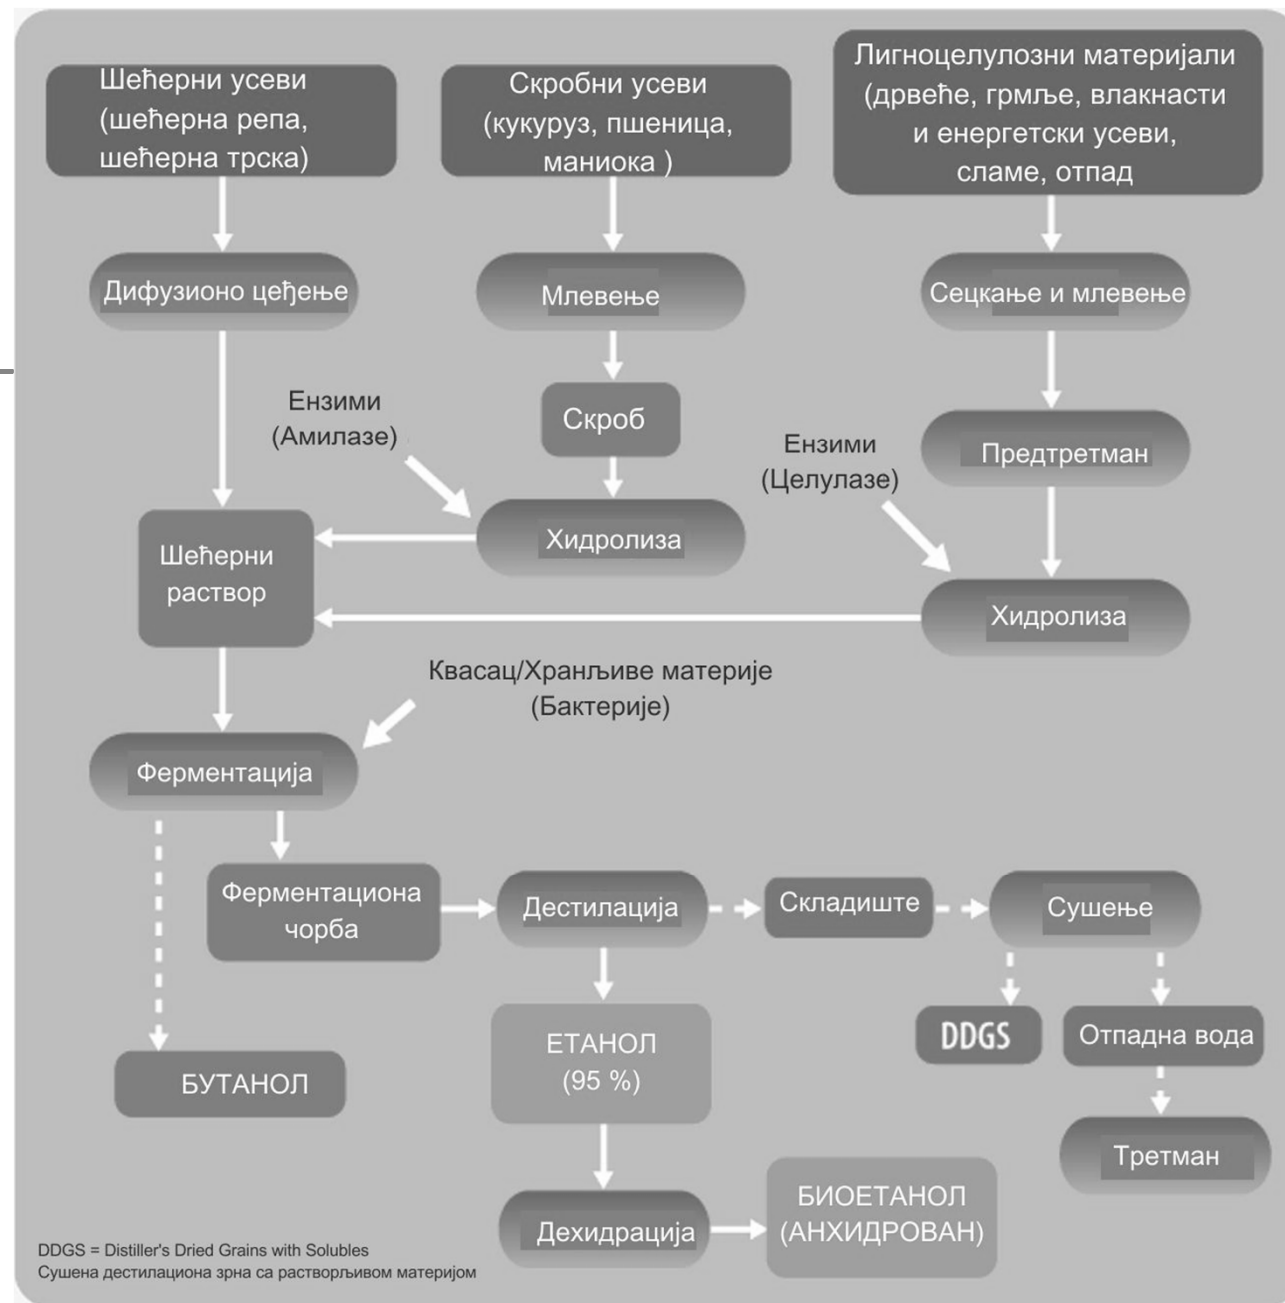 Шећерни усеви
(шећерна репа,
шећерна трска)
Скробни усеви
(кукуруз, пшеница,
маниока )
Лигноцелулозни материјали
(дрвеће, грмље, влакнасти
и енергетски усеви,
сламе, отпад
Дифузионо цеђење
Млевење
Сецкање и млевење
Ензими
(Амилазе)
Скроб
Ензими
(Целулазе)
Предтретман
Шећерни
раствор
Хидролиза
Хидролиза
Квасац/Хранљиве материје
(Бактерије)
Ферментација
Ферментациона
чорба
Дестилација
Складиште
Сушење
БУТАНОЛ
ЕТАНОЛ
(95 %)
DDGS
Отпадна вода
Третман
Дехидрација
БИОЕТАНОЛ
(АНХИДРОВАН)
DDGS = Distiller's Dried Grains with Solubles
Сушена дестилациона зрна са растворљивом материјом